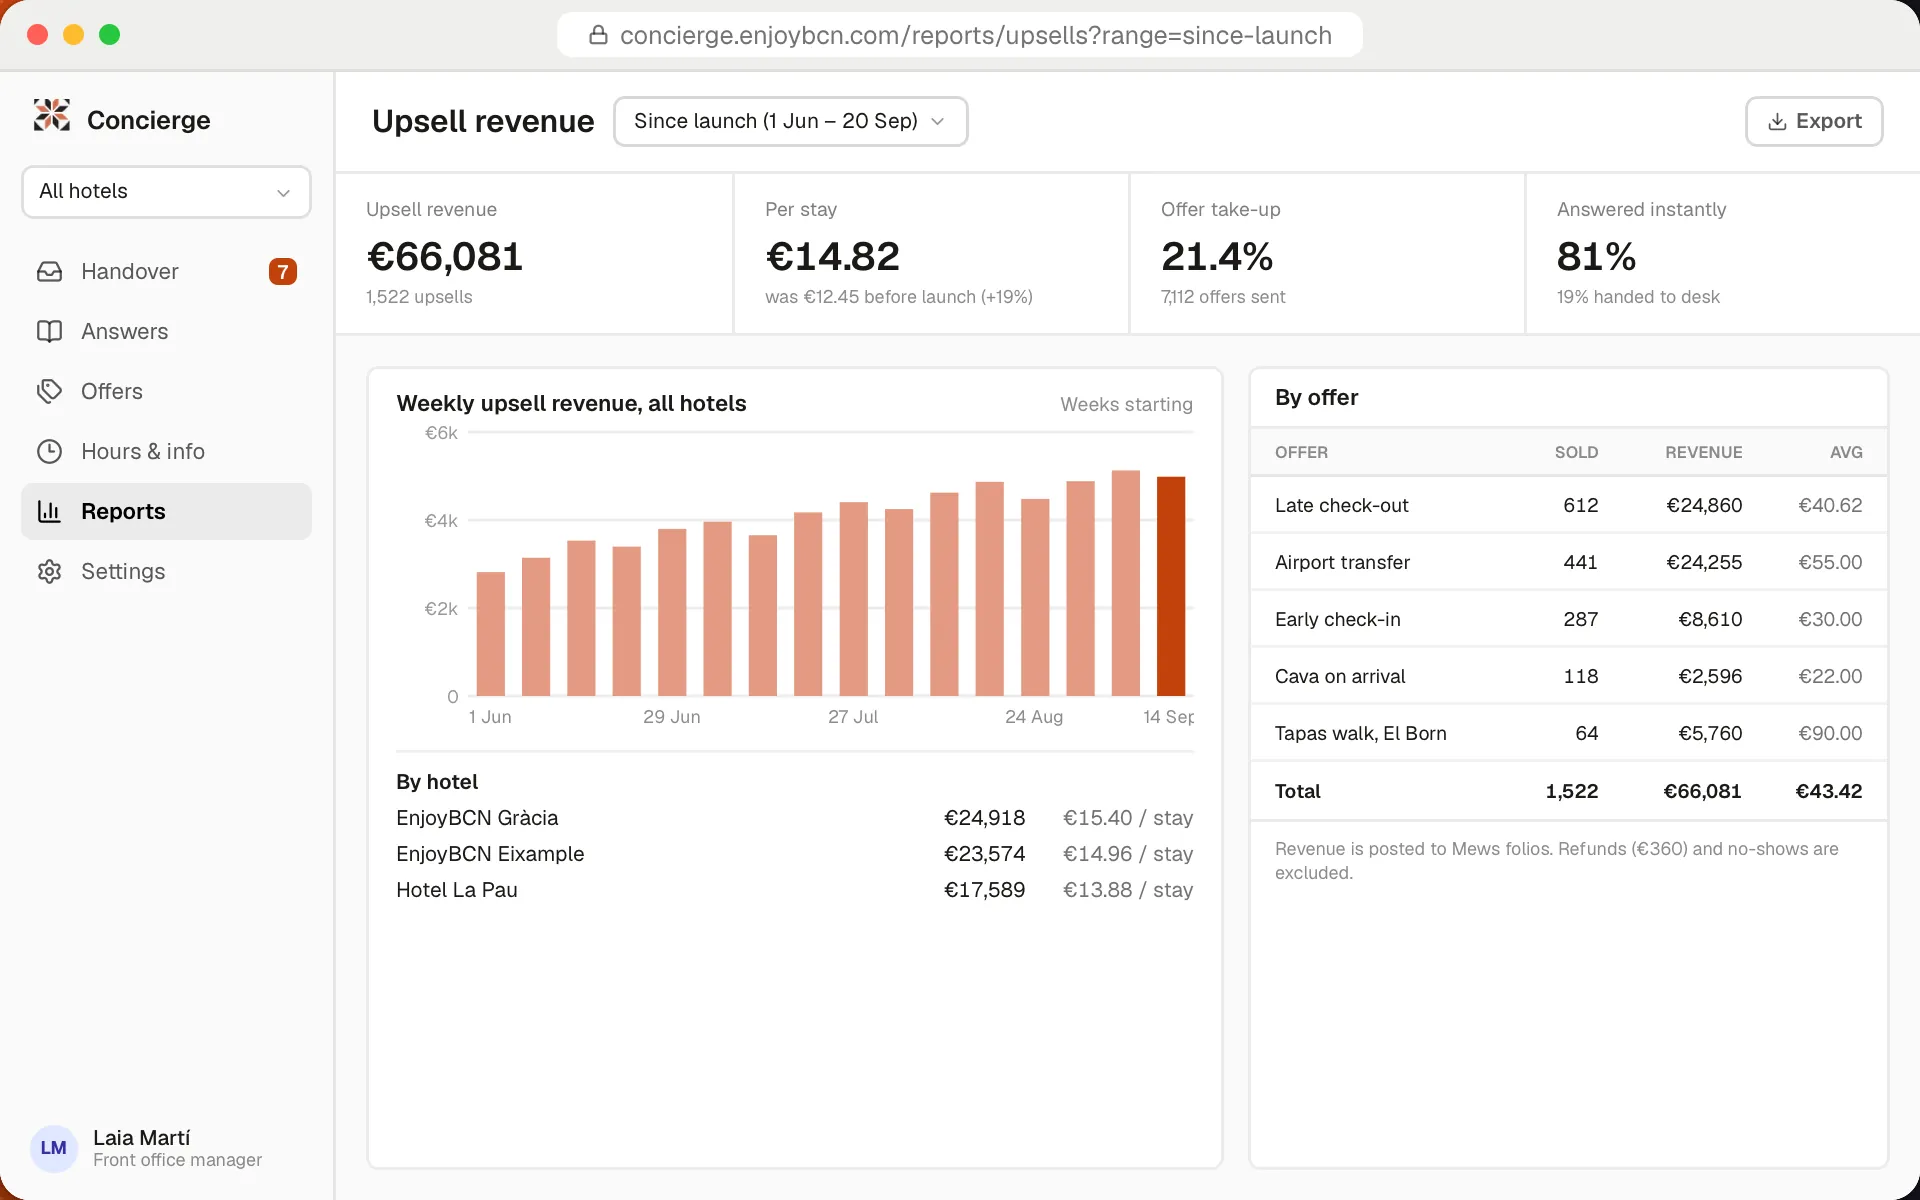 concierge.enjoybcn.com/reports/upsells?range=since-launch
Concierge
All hotels
Handover 7
Answers
Offers
Hours & info
Reports
Settings
LM
Laia Martí
Front office manager
Upsell revenue
Since launch (1 Jun – 20 Sep)
Export
Upsell revenue
€66,081
1,522 upsells
Per stay
€14.82
was €12.45 before launch (+19%)
Offer take-up
21.4%
7,112 offers sent
Answered instantly
81%
19% handed to desk
Weekly upsell revenue, all hotels
Weeks starting
€6k
€4k
€2k
0
1 Jun 29 Jun 27 Jul 24 Aug 14 Sep
By hotel
EnjoyBCN Gràcia €24,918 €15.40 / stay
EnjoyBCN Eixample €23,574 €14.96 / stay
Hotel La Pau €17,589 €13.88 / stay
By offer
OFFER SOLD REVENUE AVG
Late check-out 612 €24,860 €40.62
Airport transfer 441 €24,255 €55.00
Early check-in 287 €8,610 €30.00
Cava on arrival 118 €2,596 €22.00
Tapas walk, El Born 64 €5,760 €90.00
Total 1,522 €66,081 €43.42
Revenue is posted to Mews folios. Refunds (€360) and no-shows are
excluded.